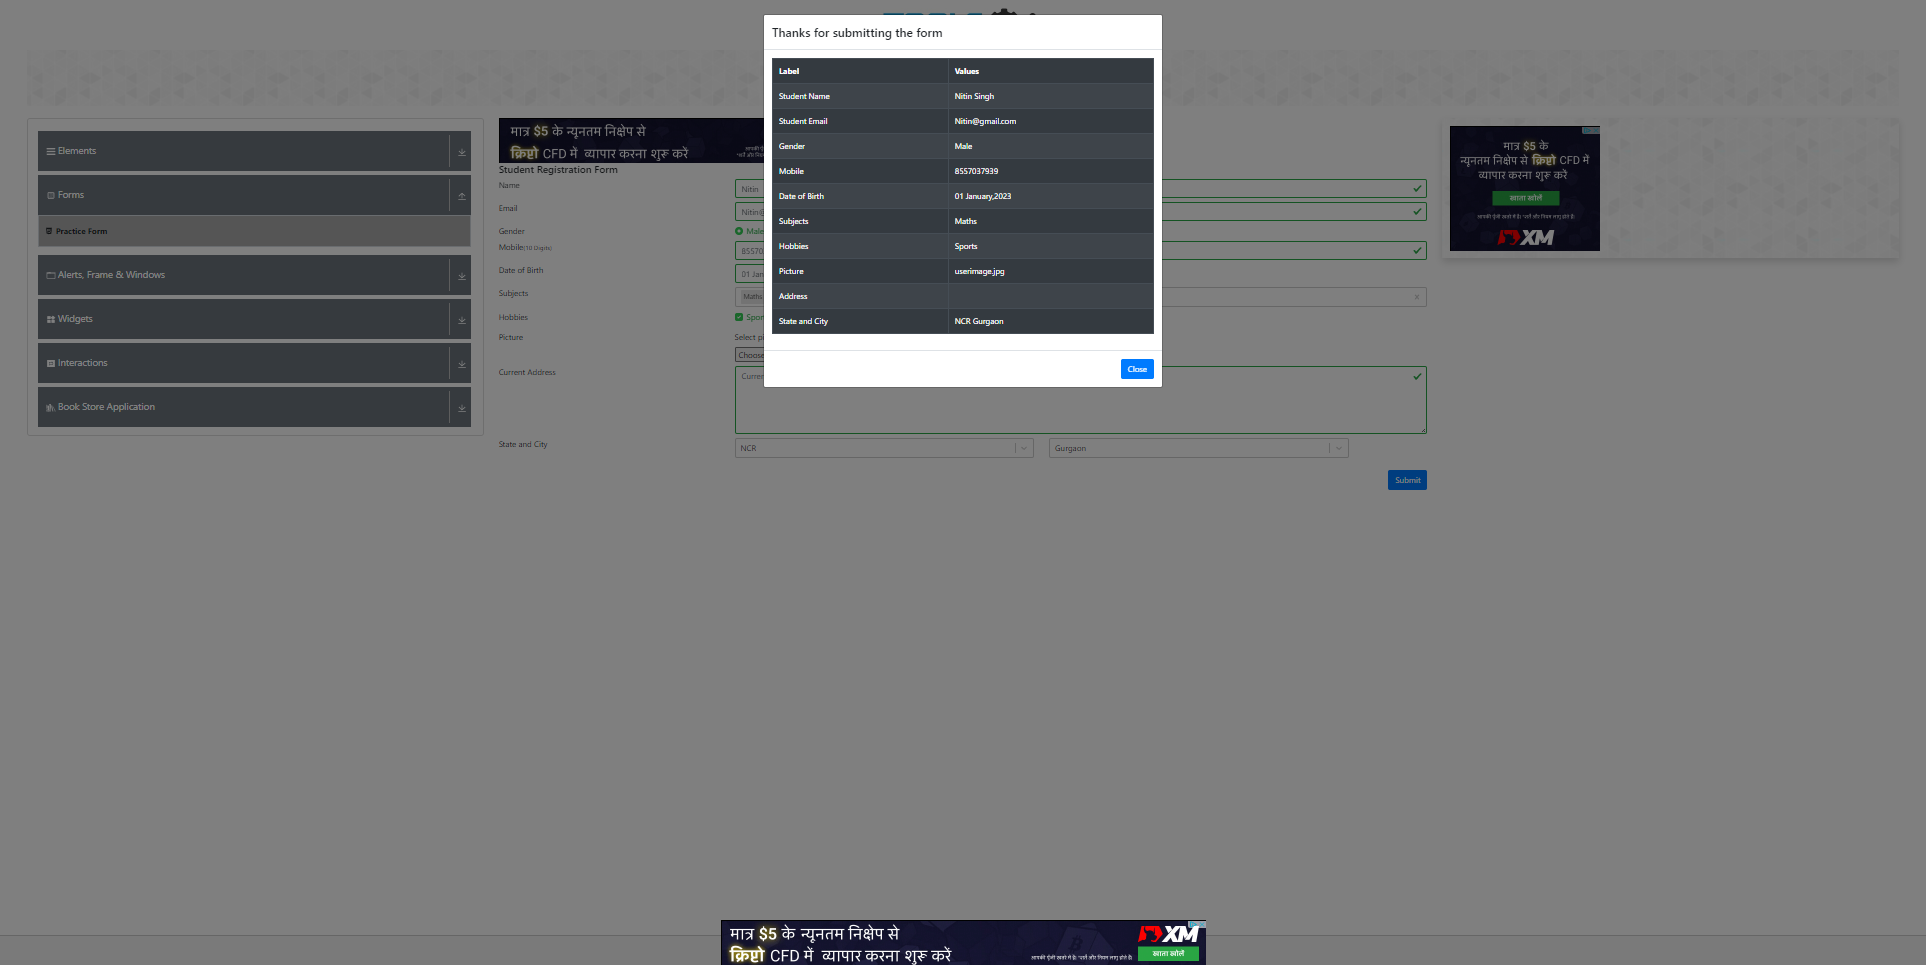 Thanks for submitting the form
Label Values
Student Name Nitin Singh
Student Email Nitin@gmail.com
Gender Male
Mobile 8557037939
Date of Birth 01 January,2023
Subjects Maths
Hobbies Sports
Picture userimage.jpg
Address
State and City NCR Gurgaon
Close
Elements
Forms
Practice Form
Alerts, Frame & Windows
Widgets
Interactions
Book Store Application
मात्र $5 के न्यूनतम निक्षेप से
क्रिप्टो CFD में व्यापार करना शुरू करें
Student Registration Form
Name Nitin
Email Nitin@
Gender Male
Mobile(10 Digits) 85570
Date of Birth 01 Jan
Subjects Maths
Hobbies Spor
Picture Select pi
Choose
Current Address Curren
State and City NCR Gurgaon
Submit
मात्र $5 के
न्यूनतम निक्षेप से क्रिप्टो CFD में
व्यापार करना शुरू करें
खाता खोलें
XM
मात्र $5 के न्यूनतम निक्षेप से
क्रिप्टो CFD में व्यापार करना शुरू करें
XM
खाता खोलें